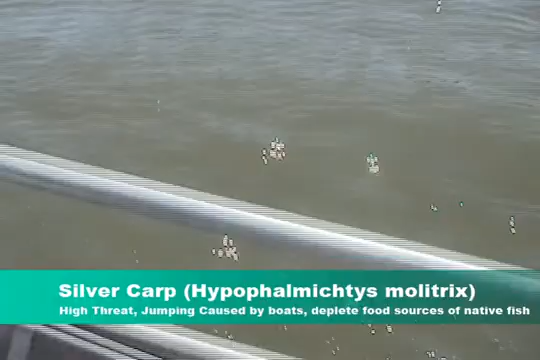 Silver Carp (Hypophalmichtys molitrix)
High Threat, Jumping Caused by boats, deplete food sources of native fish